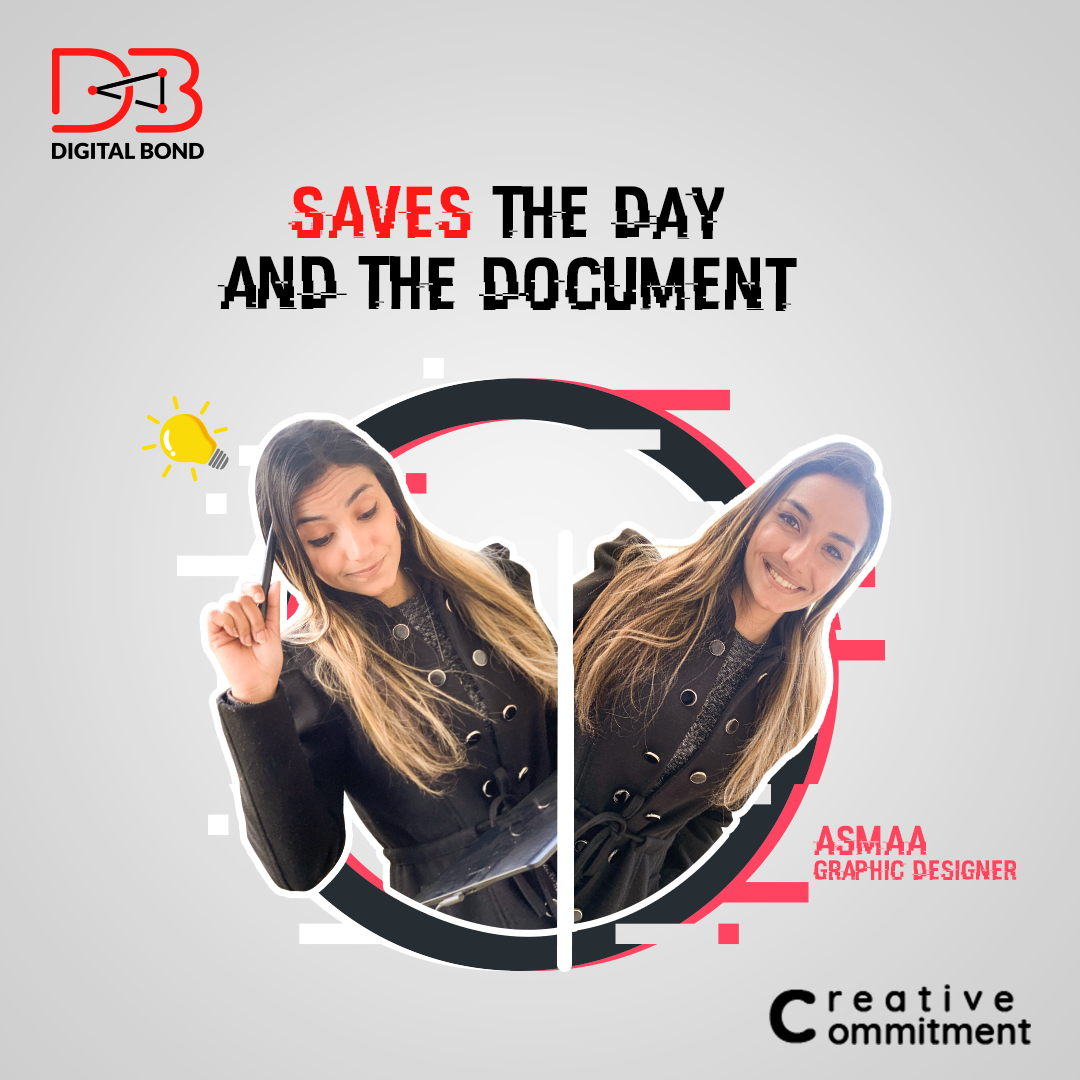 DIGITAL BOND
SAVES THE DAY
AND THE DOCUMENT
ASMAA
GRAPHIC DESIGNER
Creative
Commitment